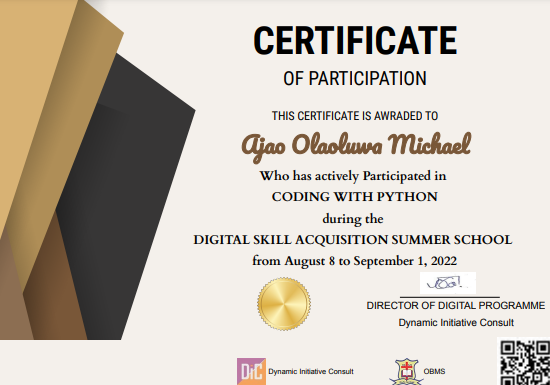 CERTIFICATE
OF PARTICIPATION
THIS CERTIFICATE IS AWRADED TO
Ajao Olaoluwa Michael
Who has actively Participated in
CODING WITH PYTHON
during the
DIGITAL SKILL ACQUISITION SUMMER SCHOOL
from August 8 to September 1, 2022
DIRECTOR OF DIGITAL PROGRAMME
Dynamic Initiative Consult
DIC Dynamic Initiative Consult
OBMS